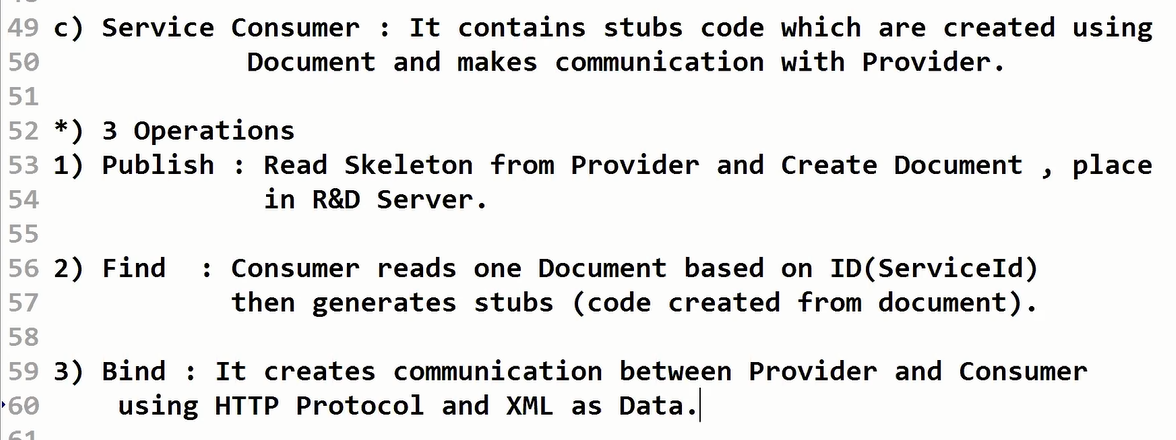 49 c) Service Consumer : It contains stubs code which are created using
50 Document and makes communication with Provider.
51
52 *) 3 Operations
53 1) Publish : Read Skeleton from Provider and Create Document , place
54 in R&D Server.
55
56 2) Find : Consumer reads one Document based on ID(ServiceId)
57 then generates stubs (code created from document).
58
59 3) Bind : It creates communication between Provider and Consumer
60 using HTTP Protocol and XML as Data.